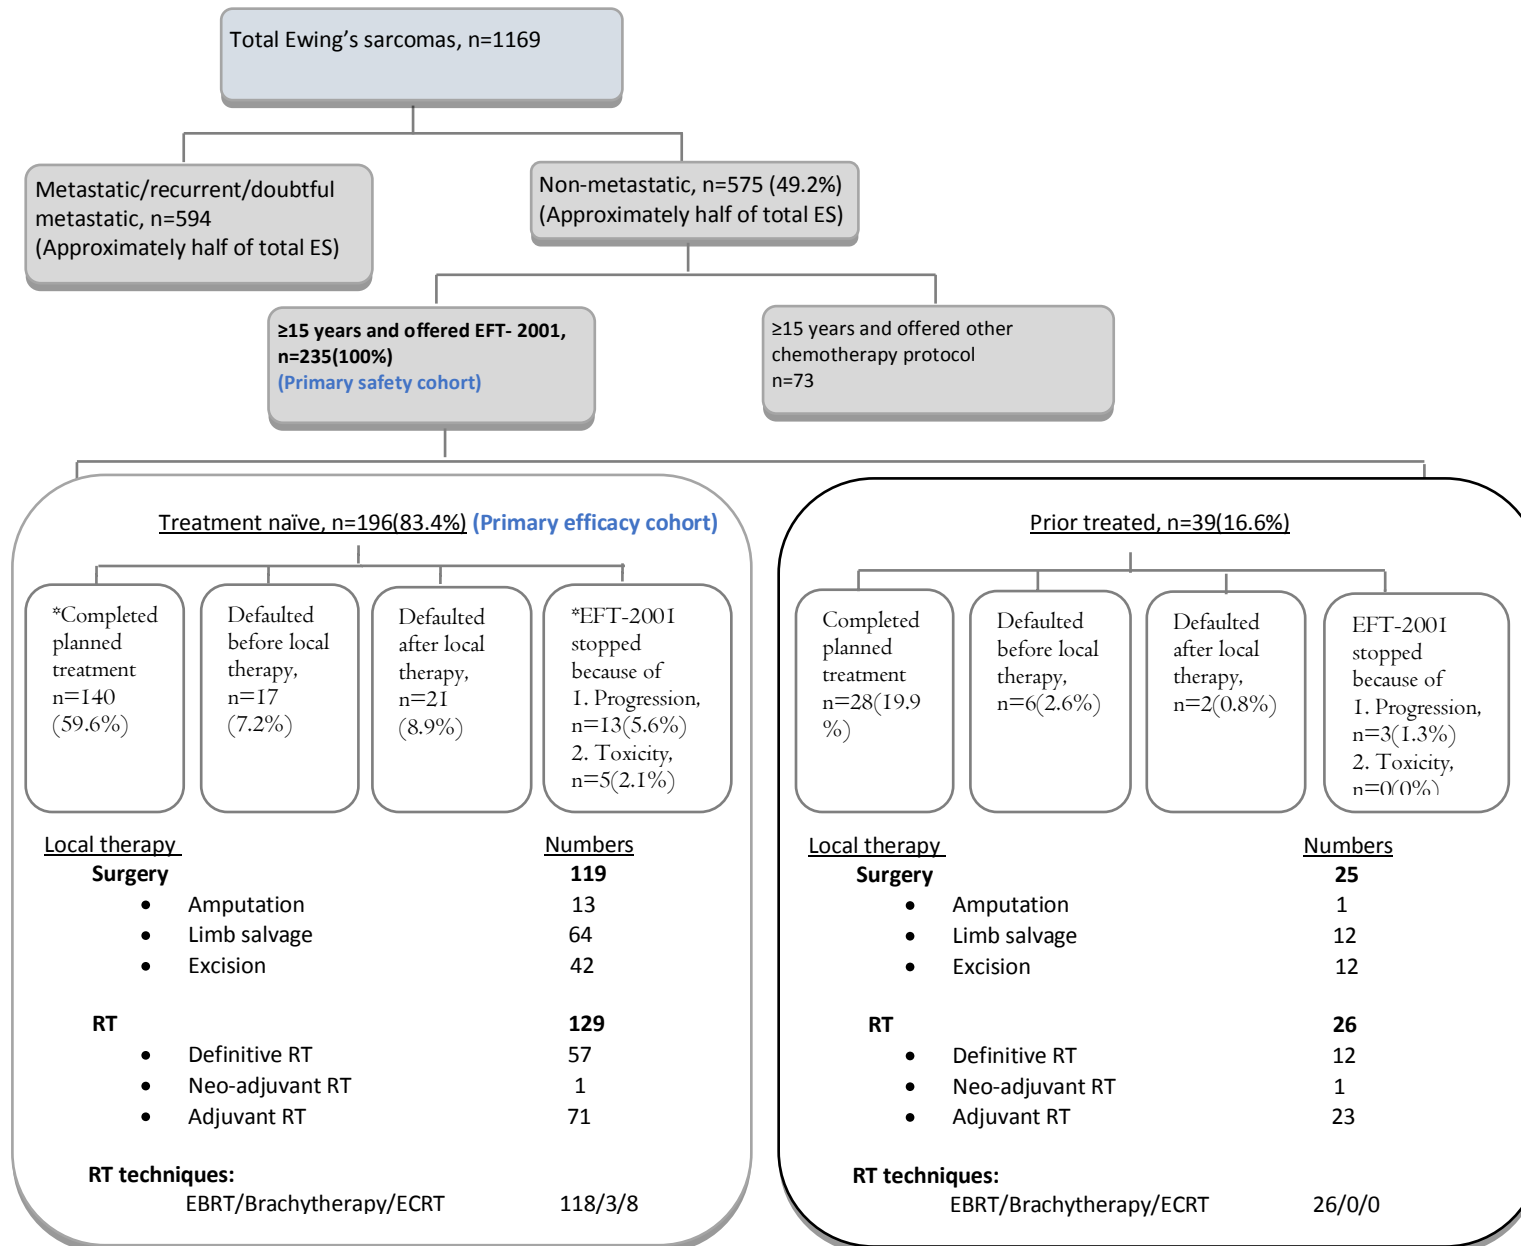 Total Ewing’s sarcomas, n=1169
Metastatic/recurrent/doubtful
metastatic, n=594
(Approximately half of total ES)
Non-metastatic, n=575 (49.2%)
(Approximately half of total ES)
≥15 years and offered EFT- 2001,
n=235(100%)
(Primary safety cohort)
≥15 years and offered other
chemotherapy protocol
n=73
Treatment naïve, n=196(83.4%) (Primary efficacy cohort)
*Completed
planned
treatment
n=140
(59.6%)
Defaulted
before local
therapy,
n=17
(7.2%)
Defaulted
after local
therapy,
n=21
(8.9%)
*EFT-2001
stopped
because of
1. Progression,
n=13(5.6%)
2. Toxicity,
n=5(2.1%)
Local therapy Numbers
Surgery 119
• Amputation 13
• Limb salvage 64
• Excision 42
RT 129
• Definitive RT 57
• Neo-adjuvant RT 1
• Adjuvant RT 71
RT techniques:
EBRT/Brachytherapy/ECRT 118/3/8
Prior treated, n=39(16.6%)
Completed
planned
treatment
n=28(19.9
%)
Defaulted
before local
therapy,
n=6(2.6%)
Defaulted
after local
therapy,
n=2(0.8%)
EFT-2001
stopped
because of
1. Progression,
n=3(1.3%)
2. Toxicity,
n=0(0%)
Local therapy Numbers
Surgery 25
• Amputation 1
• Limb salvage 12
• Excision 12
RT 26
• Definitive RT 12
• Neo-adjuvant RT 1
• Adjuvant RT 23
RT techniques:
EBRT/Brachytherapy/ECRT 26/0/0